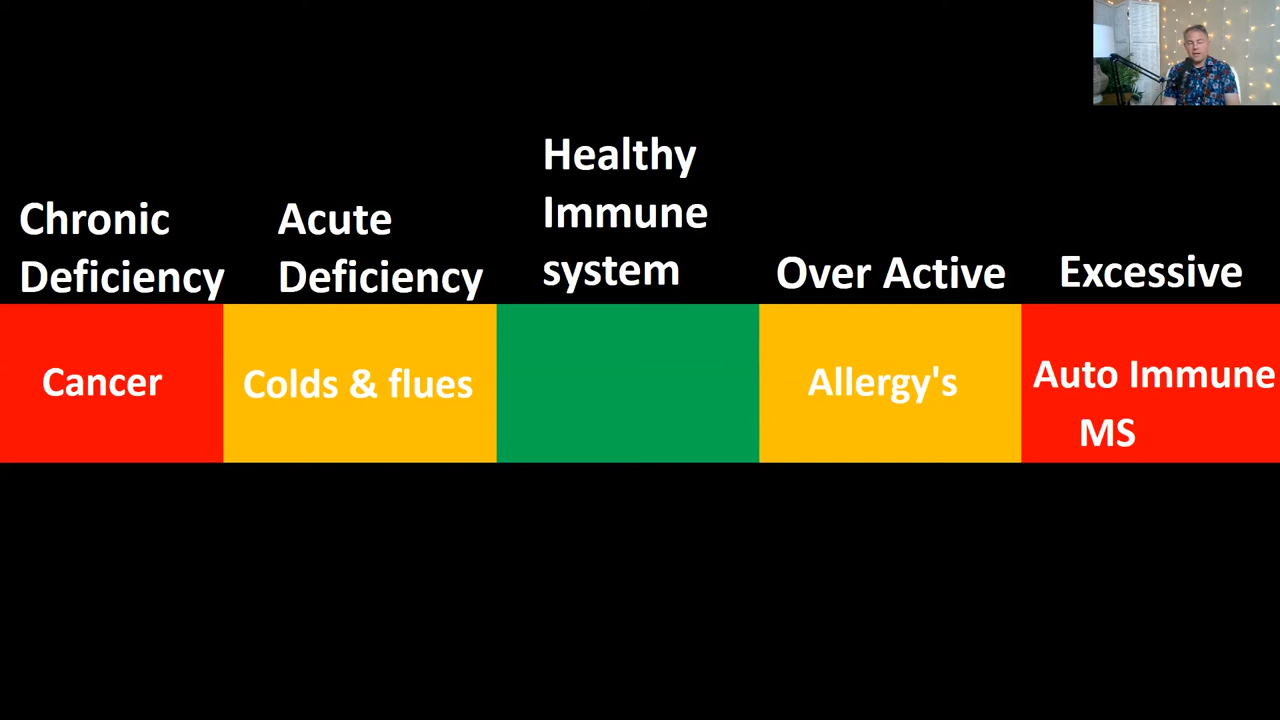 Chronic
Deficiency
Acute
Deficiency
Healthy
Immune
system
Over Active
Excessive
Cancer
Colds & flues
Allergy's
Auto Immune
MS